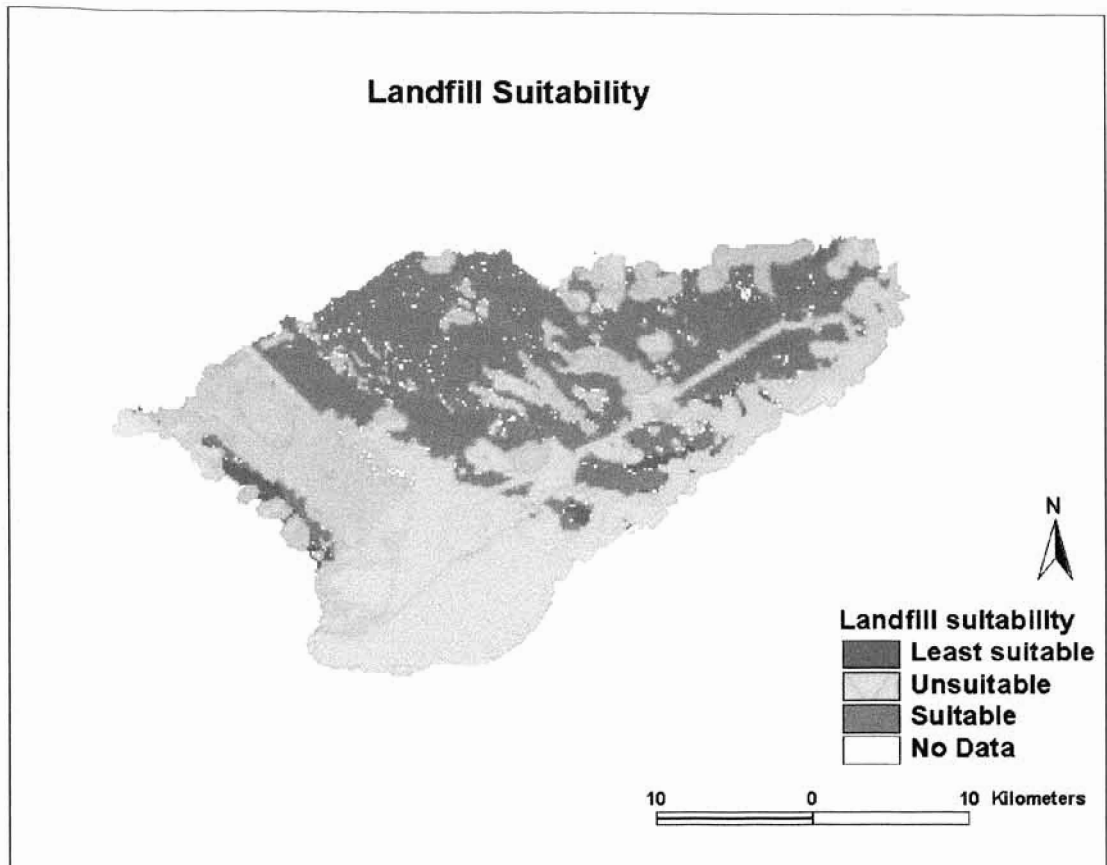 Landfill Suitability
N
Landfill suitability
Least suitable
Unsuitable
Suitable
No Data
10 0 10 Kilometers